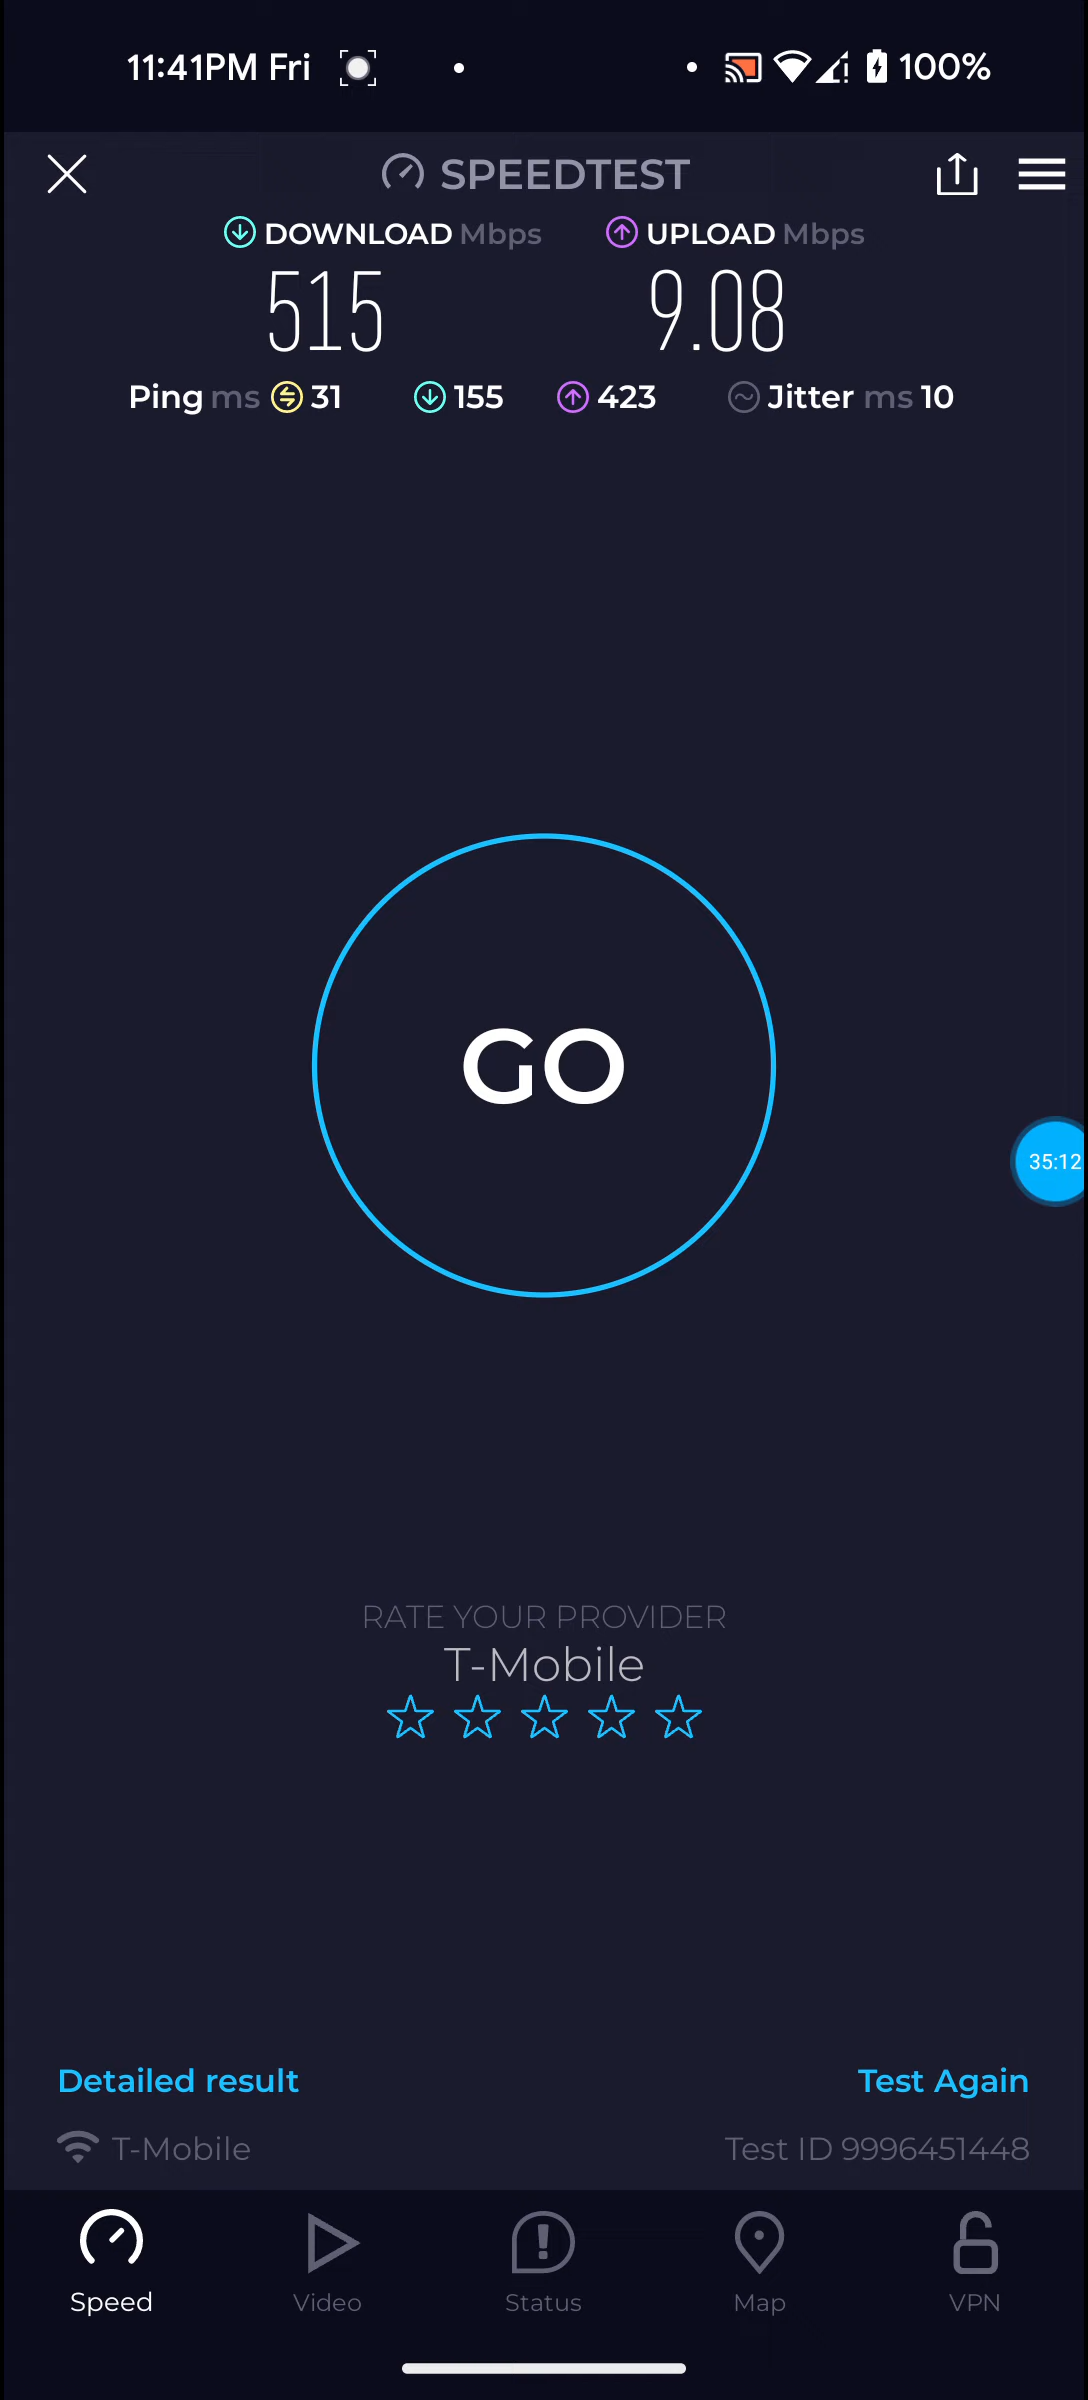 11:41PM Fri 100%
SPEEDTEST
DOWNLOAD Mbps UPLOAD Mbps
515 9.08
Ping ms 31 155 423 Jitter ms 10
GO
35:12
RATE YOUR PROVIDER
T-Mobile
Detailed result Test Again
T-Mobile Test ID 9996451448
Speed Video Status Map VPN